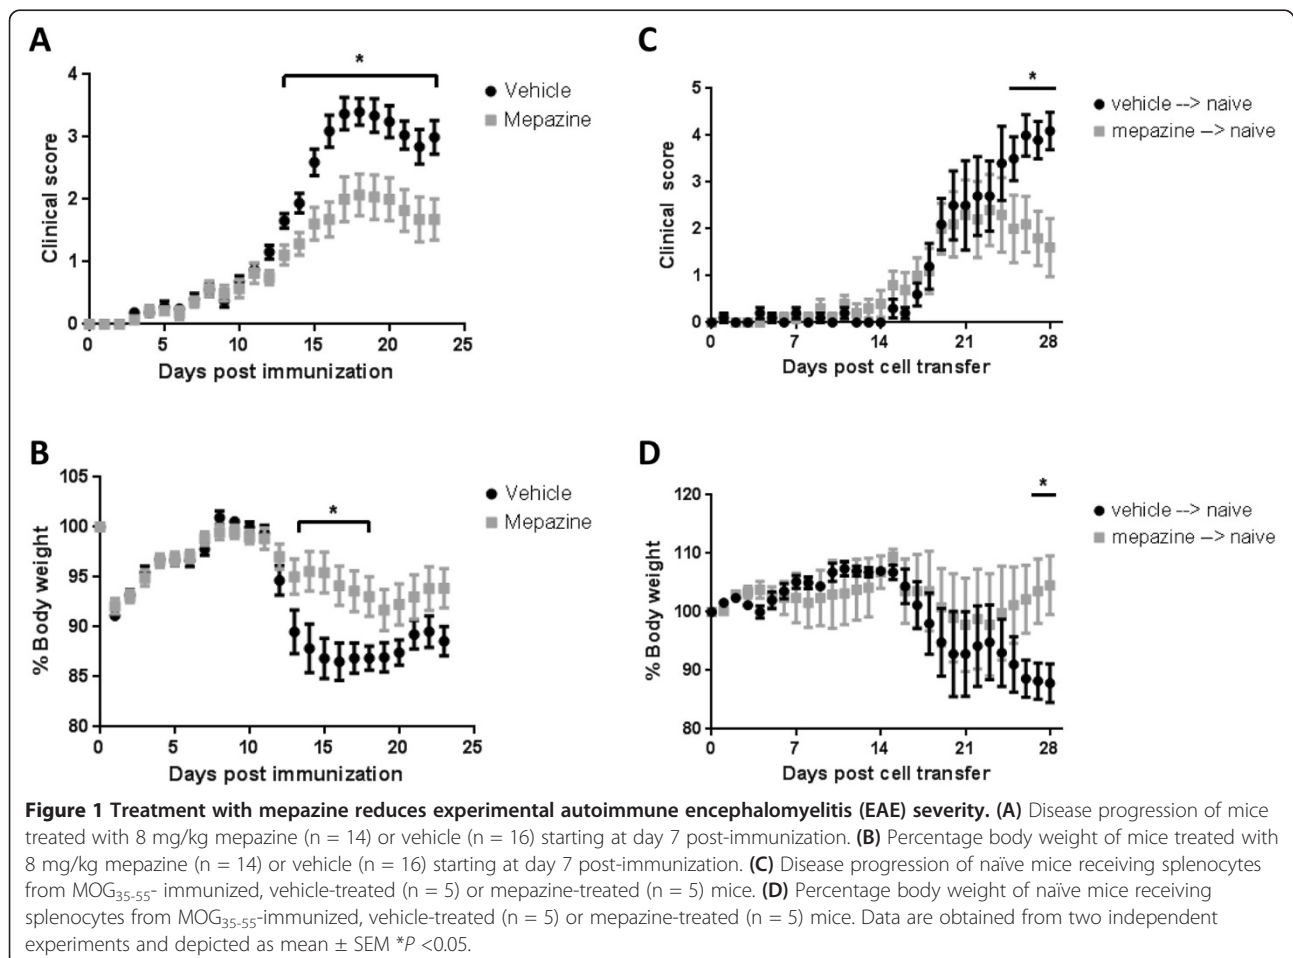 A
*
4
3
2
1
0
Clinical score
0 5 10 15 20 25
Days post immunization
Vehicle
Mepazine
C
*
5
4
3
2
1
0
Clinical score
0 7 14 21 28
Days post cell transfer
vehicle --> naive
mepazine --> naive
B
*
105
100
95
90
85
80
% Body weight
0 5 10 15 20 25
Days post immunization
Vehicle
Mepazine
D
*
120
110
100
90
80
% Body weight
0 7 14 21 28
Days post cell transfer
vehicle --> naive
mepazine --> naive
Figure 1 Treatment with mepazine reduces experimental autoimmune encephalomyelitis (EAE) severity. (A) Disease progression of mice
treated with 8 mg/kg mepazine (n = 14) or vehicle (n = 16) starting at day 7 post-immunization. (B) Percentage body weight of mice treated with
8 mg/kg mepazine (n = 14) or vehicle (n = 16) starting at day 7 post-immunization. (C) Disease progression of naïve mice receiving splenocytes
from MOG35-55- immunized, vehicle-treated (n = 5) or mepazine-treated (n = 5) mice. (D) Percentage body weight of naïve mice receiving
splenocytes from MOG35-55-immunized, vehicle-treated (n = 5) or mepazine-treated (n = 5) mice. Data are obtained from two independent
experiments and depicted as mean ± SEM *P <0.05.